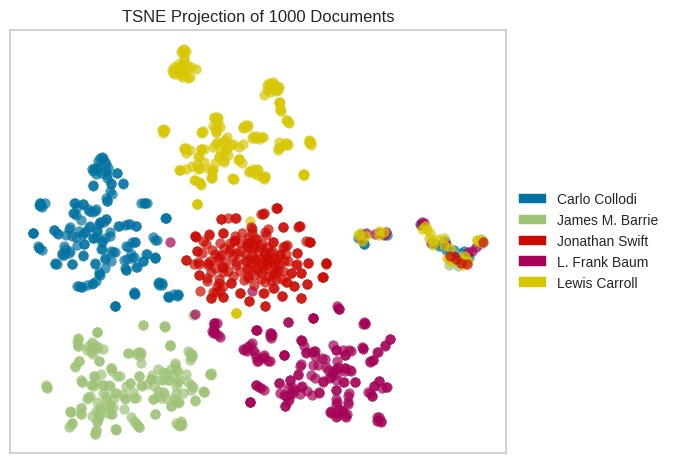 TSNE Projection of 1000 Documents
Carlo Collodi
James M. Barrie
Jonathan Swift
L. Frank Baum
Lewis Carroll